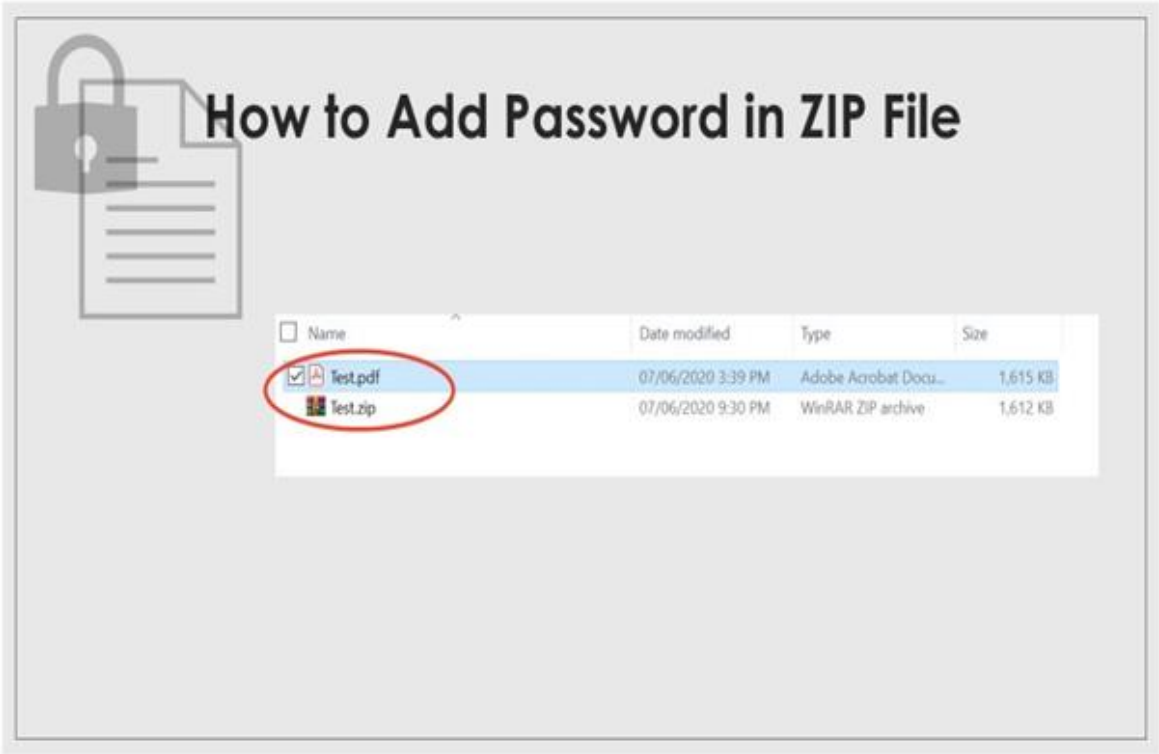 How to Add Password in ZIP File
Name Date modified Type Size
Test.pdf 07/06/2020 3:39 PM Adobe Acrobat Docu... 1,615 KB
Test.zip 07/06/2020 9:30 PM WinRAR ZIP archive 1,612 KB